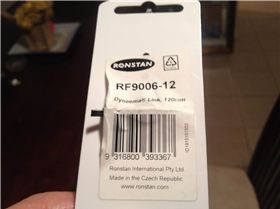 RONSTAN
RF9006-12
Dyneema® Link, 120mm
9 316800 393367
Ronstan International Pty Ltd
Made in the Czech Republic
www.ronstan.com